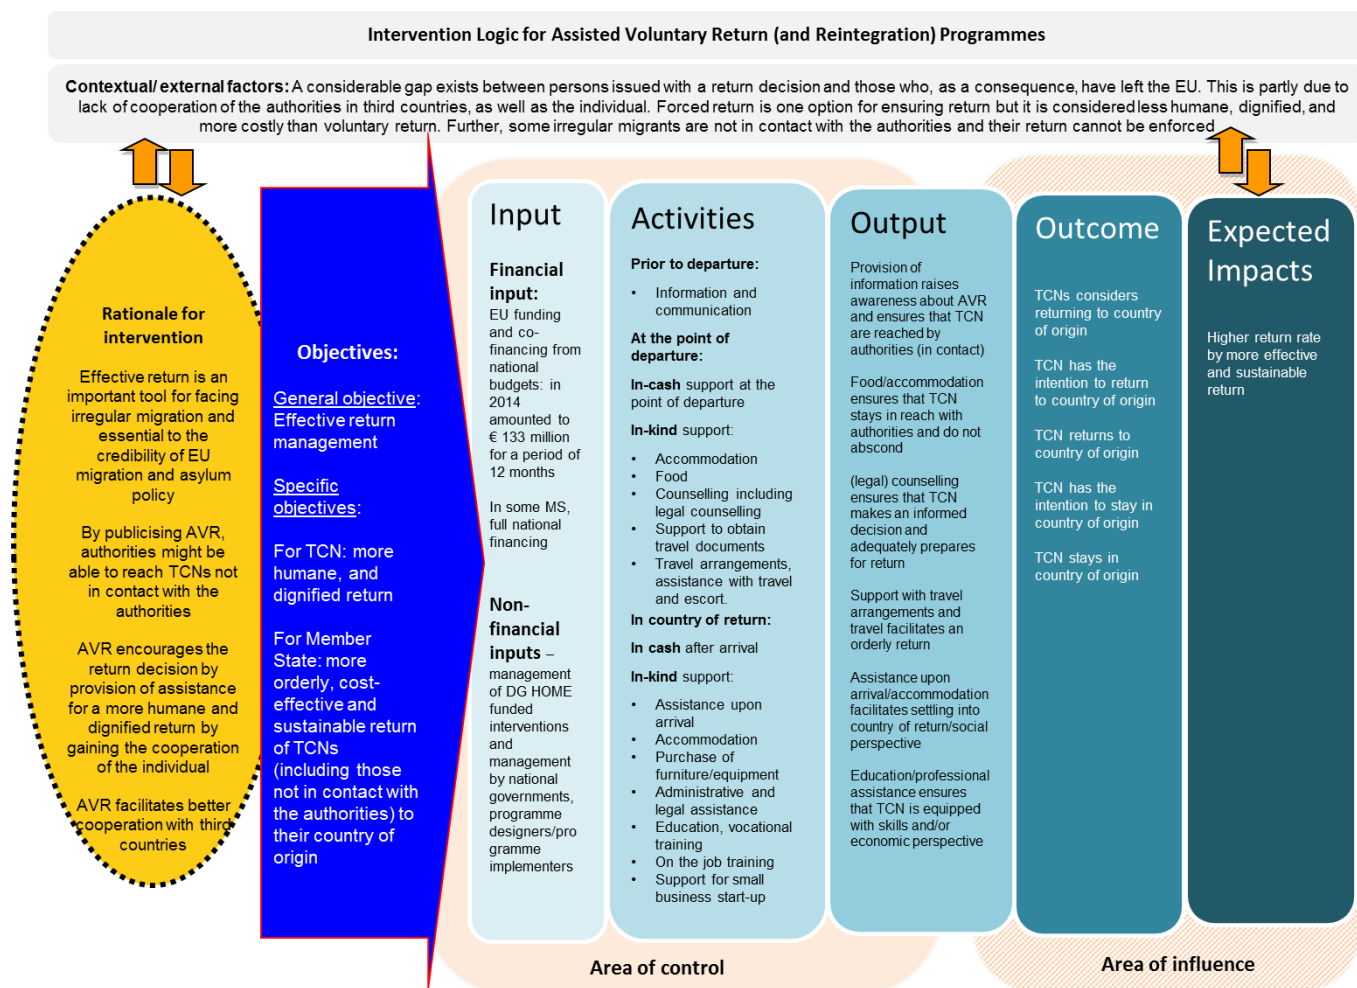 Intervention Logic for Assisted Voluntary Return (and Reintegration) Programmes
Contextual/ external factors: A considerable gap exists between persons issued with a return decision and those who, as a consequence, have left the EU. This is partly due to
lack of cooperation of the authorities in third countries, as well as the individual. Forced return is one option for ensuring return but it is considered less humane, dignified, and
more costly than voluntary return. Further, some irregular migrants are not in contact with the authorities and their return cannot be enforced
Rationale for
intervention
Effective return is an
important tool for facing
irregular migration and
essential to the
credibility of EU
migration and asylum
policy
By publicising AVR,
authorities might be
able to reach TCNs not
in contact with the
authorities
AVR encourages the
return decision by
provision of assistance
for a more humane and
dignified return by
gaining the cooperation
of the individual
AVR facilitates better
cooperation with third
countries
Objectives:
General objective:
Effective return
management
Specific
objectives:
For TCN: more
humane, and
dignified return
For Member
State: more
orderly, cost-
effective and
sustainable return
of TCNs
(including those
not in contact with
the authorities) to
their country of
origin
Input
Financial
input:
EU funding
and co-
financing from
national
budgets: in
2014
amounted to
€ 133 million
for a period of
12 months
In some MS,
full national
financing
Non-
financial
inputs –
management
of DG HOME
funded
interventions
and
management
by national
governments,
programme
designers/pro
gramme
implementers
Activities
Prior to departure:
• Information and
communication
At the point of
departure:
In-cash support at the
point of departure
In-kind support:
• Accommodation
• Food
• Counselling including
legal counselling
• Support to obtain
travel documents
• Travel arrangements,
assistance with travel
and escort.
In country of return:
In cash after arrival
In-kind support:
• Assistance upon
arrival
• Accommodation
• Purchase of
furniture/equipment
• Administrative and
legal assistance
• Education, vocational
training
• On the job training
• Support for small
business start-up
Output
Provision of
information raises
awareness about AVR
and ensures that TCN
are reached by
authorities (in contact)
Food/accommodation
ensures that TCN
stays in reach with
authorities and do not
abscond
(legal) counselling
ensures that TCN
makes an informed
decision and
adequately prepares
for return
Support with travel
arrangements and
travel facilitates an
orderly return
Assistance upon
arrival/accommodation
facilitates settling into
country of return/social
perspective
Education/professional
assistance ensures
that TCN is equipped
with skills and/or
economic perspective
Outcome
TCNs considers
returning to country
of origin
TCN has the
intention to return
to country of origin
TCN returns to
country of origin
TCN has the
intention to stay in
country of origin
TCN stays in
country of origin
Expected
Impacts
Higher return rate
by more effective
and sustainable
return
Area of control
Area of influence